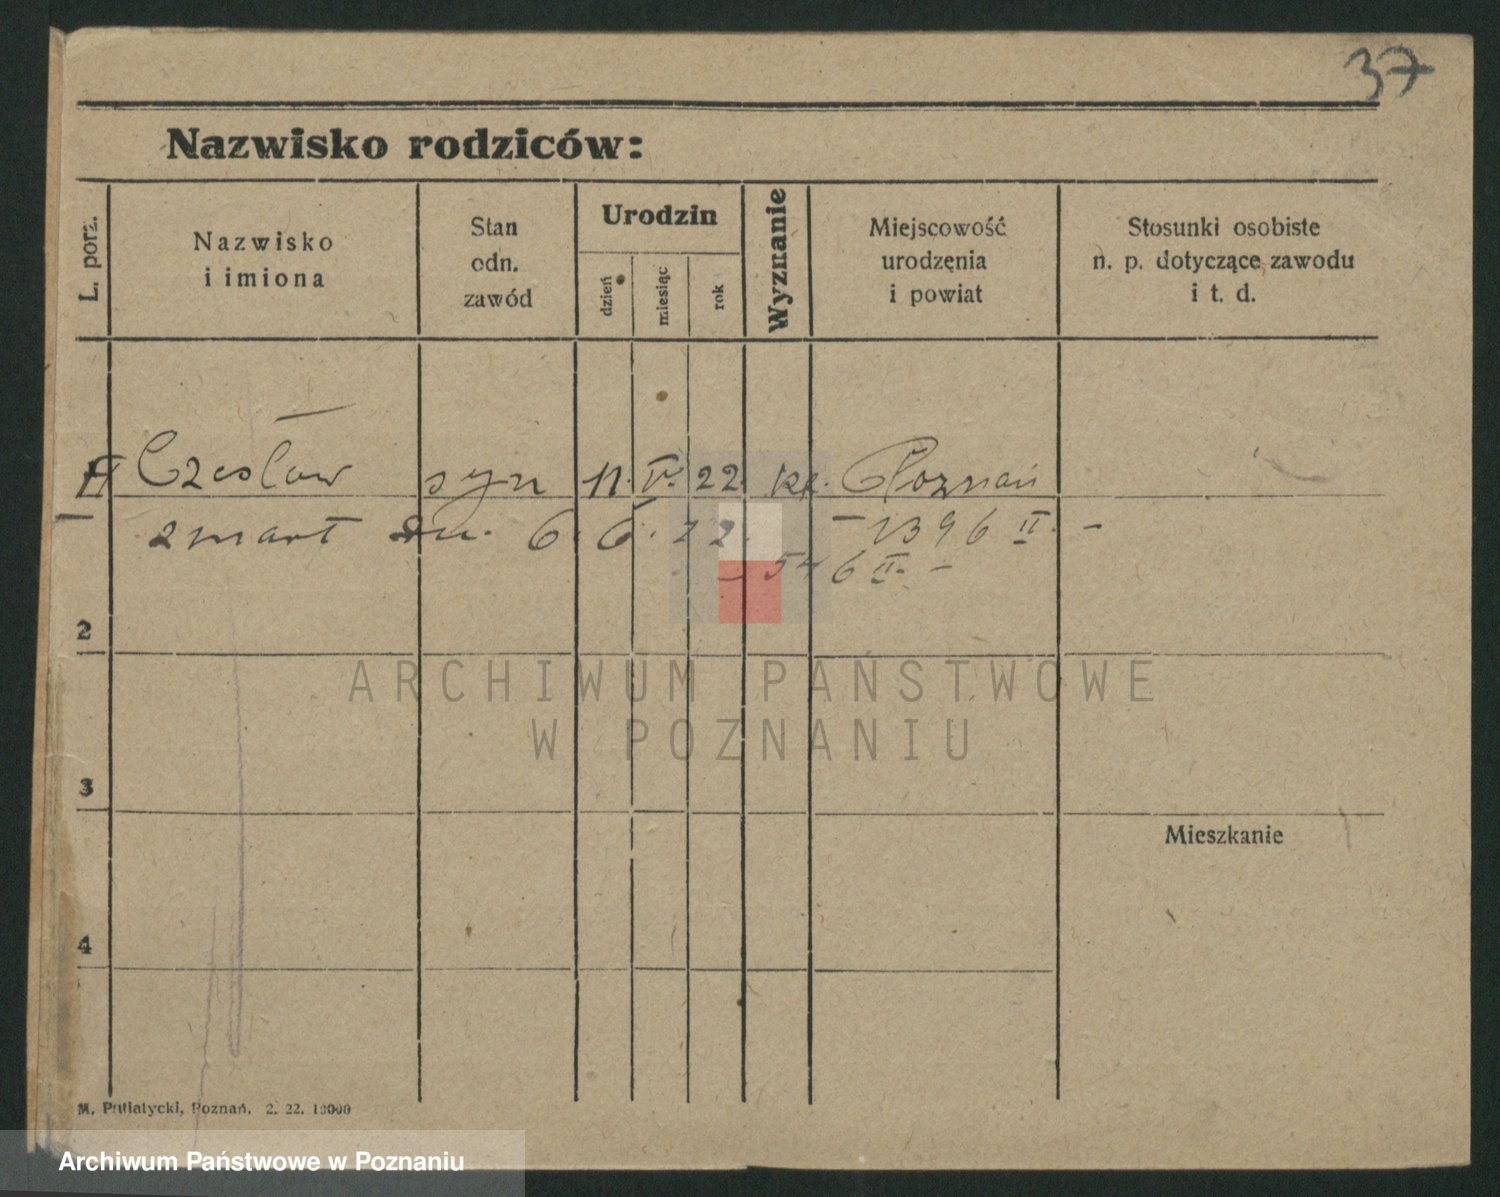 37
Nazwisko rodziców:
L. porz.
Nazwisko
i imiona
Stan
odn.
zawód
Urodzin
dzień
miesiąc
rok
Wyznanie
Miejscowość
urodzenia
i powiat
Stosunki osobiste
n. p. dotyczące zawodu
i t. d.
Czesław syn 11. V. 22. kł. Poznań
zmarł dn. 6. 6. 22. – 1396 II. –
– 546 II. –
2
3
4
Mieszkanie
ARCHIWUM PAŃSTWOWE
W POZNANIU
M. Putiatycki, Poznań, 2. 22. 10000
Archiwum Państwowe w Poznaniu